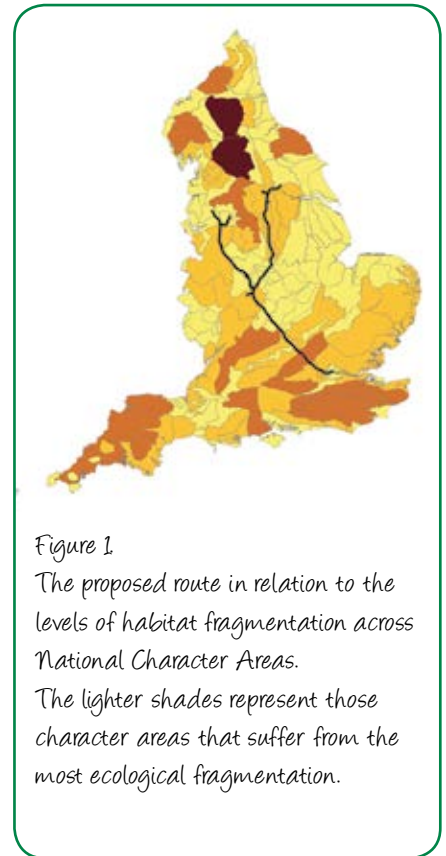 Figure 1.
The proposed route in relation to the
levels of habitat fragmentation across
National Character Areas.
The lighter shades represent those
character areas that suffer from the
most ecological fragmentation.